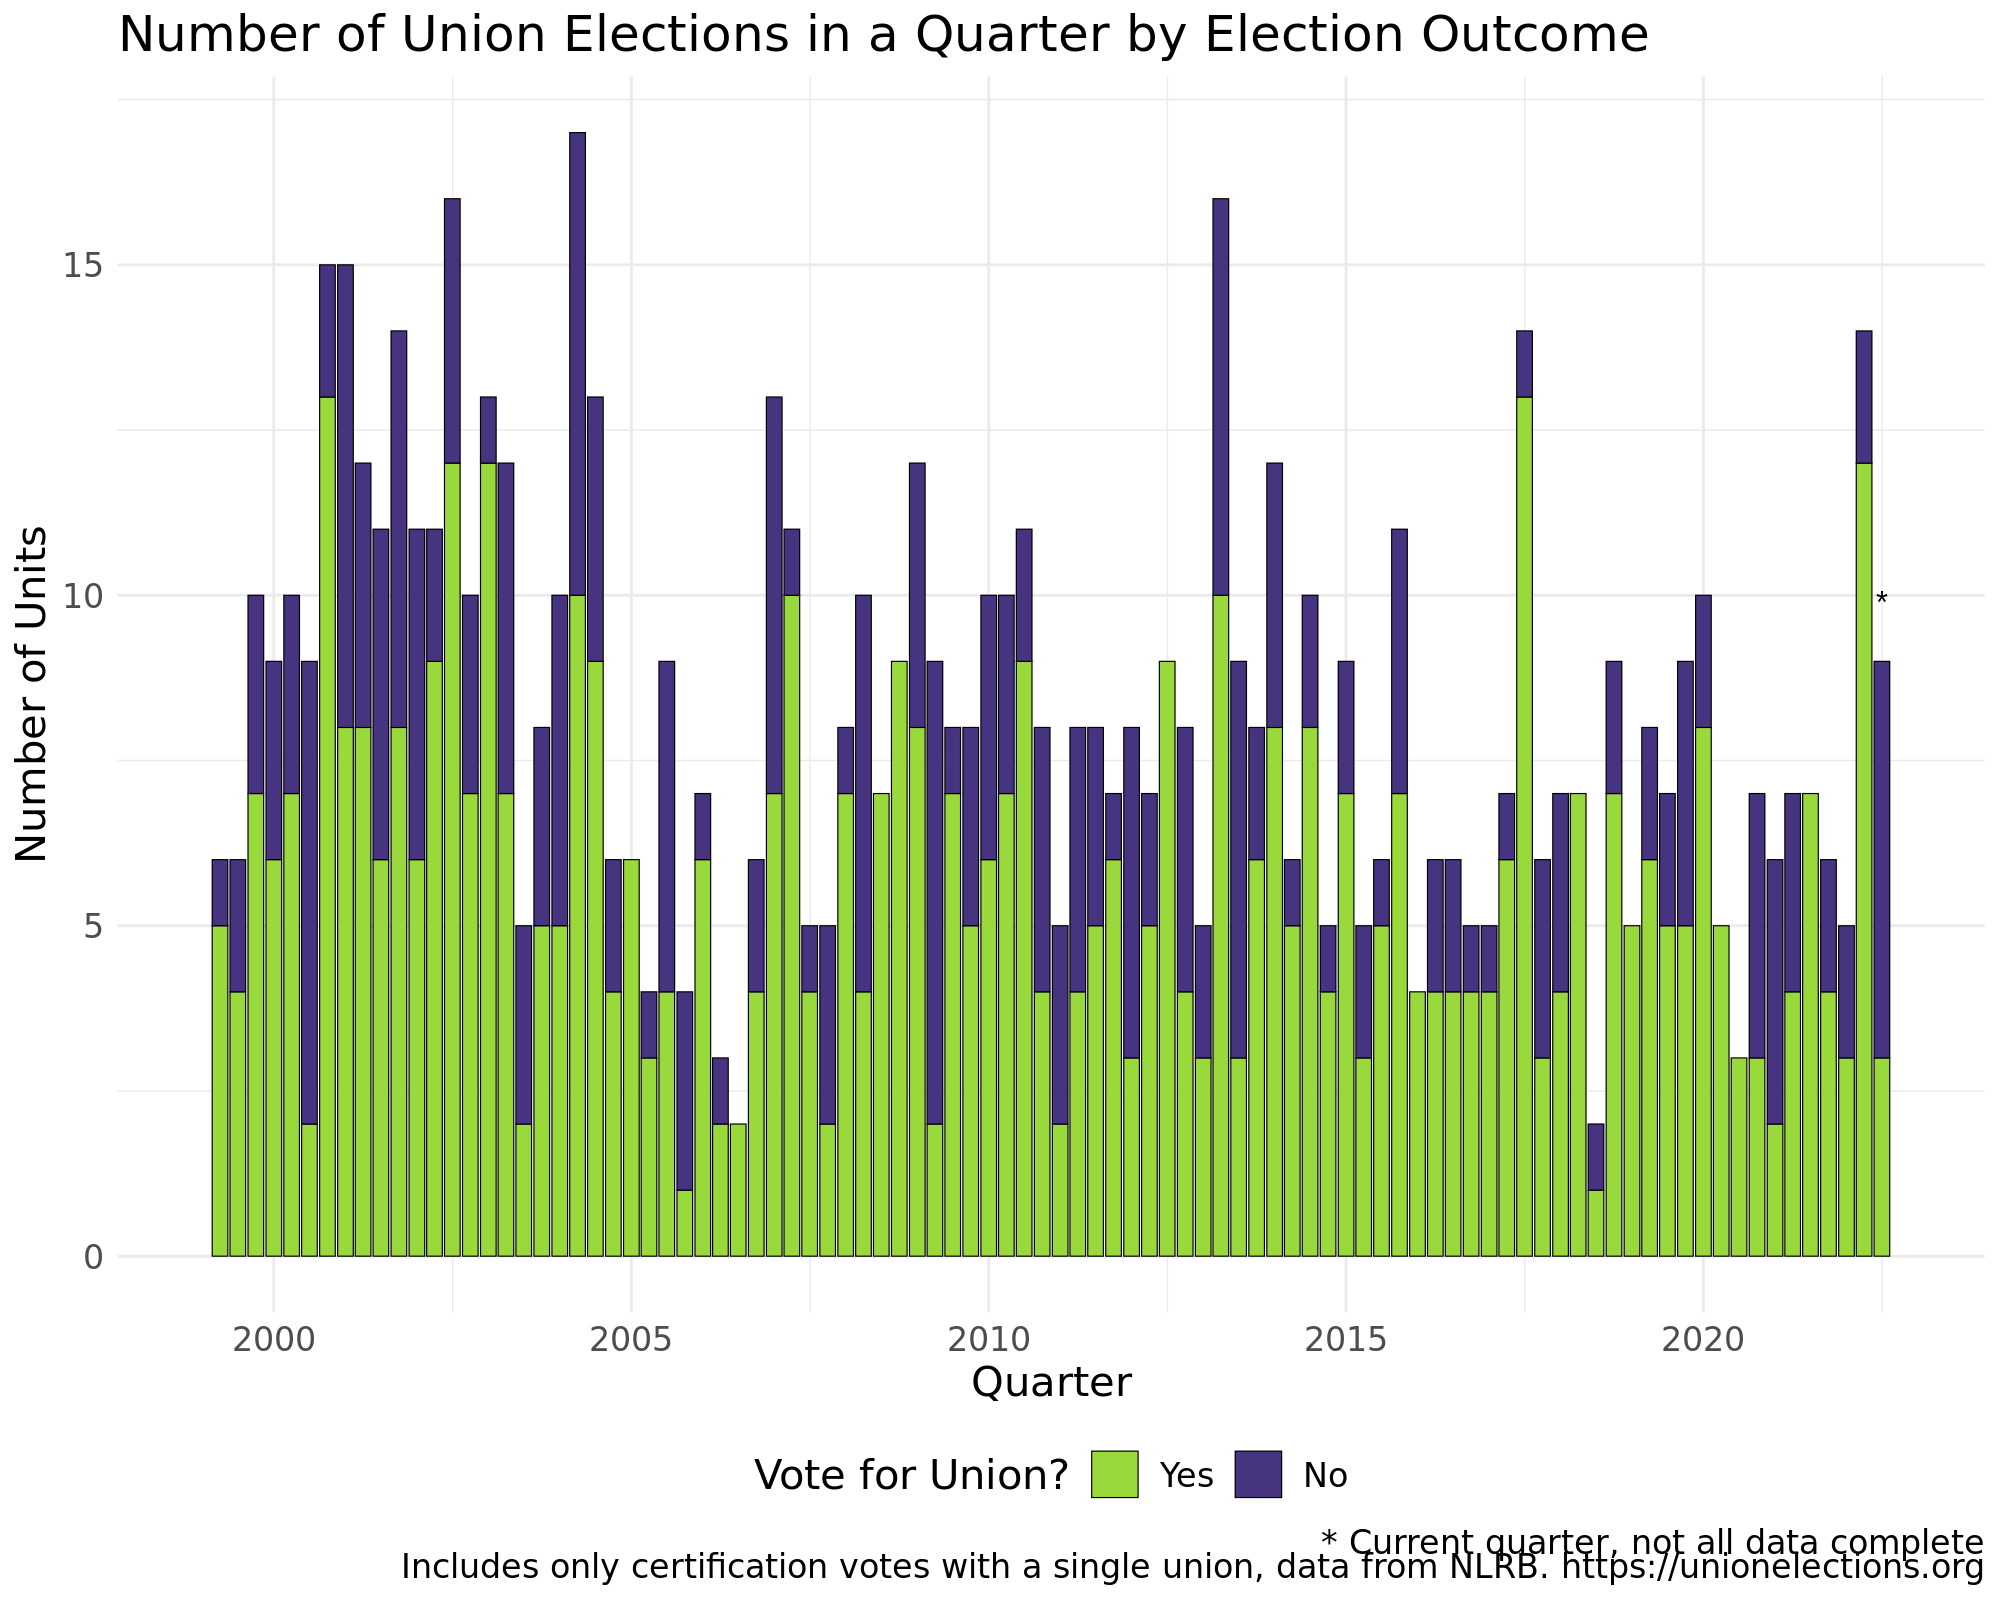 Number of Union Elections in a Quarter by Election Outcome
Number of Units
15
10
5
0
*
2000 2005 2010 2015 2020
Quarter
Vote for Union? Yes No
* Current quarter, not all data complete
Includes only certification votes with a single union, data from NLRB. https://unionelections.org